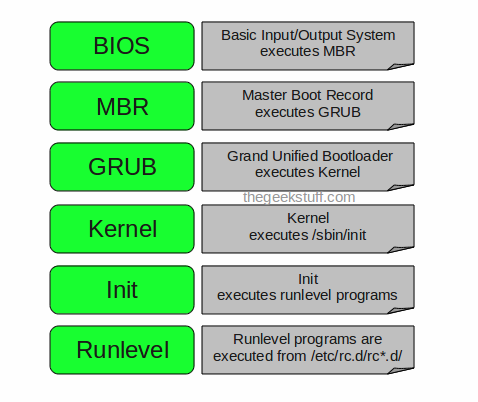 BIOS
Basic Input/Output System
executes MBR
MBR
Master Boot Record
executes GRUB
GRUB
Grand Unified Bootloader
executes Kernel
thegeekstuff.com
Kernel
Kernel
executes /sbin/init
Init
Init
executes runlevel programs
Runlevel
Runlevel programs are
executed from /etc/rc.d/rc*.d/